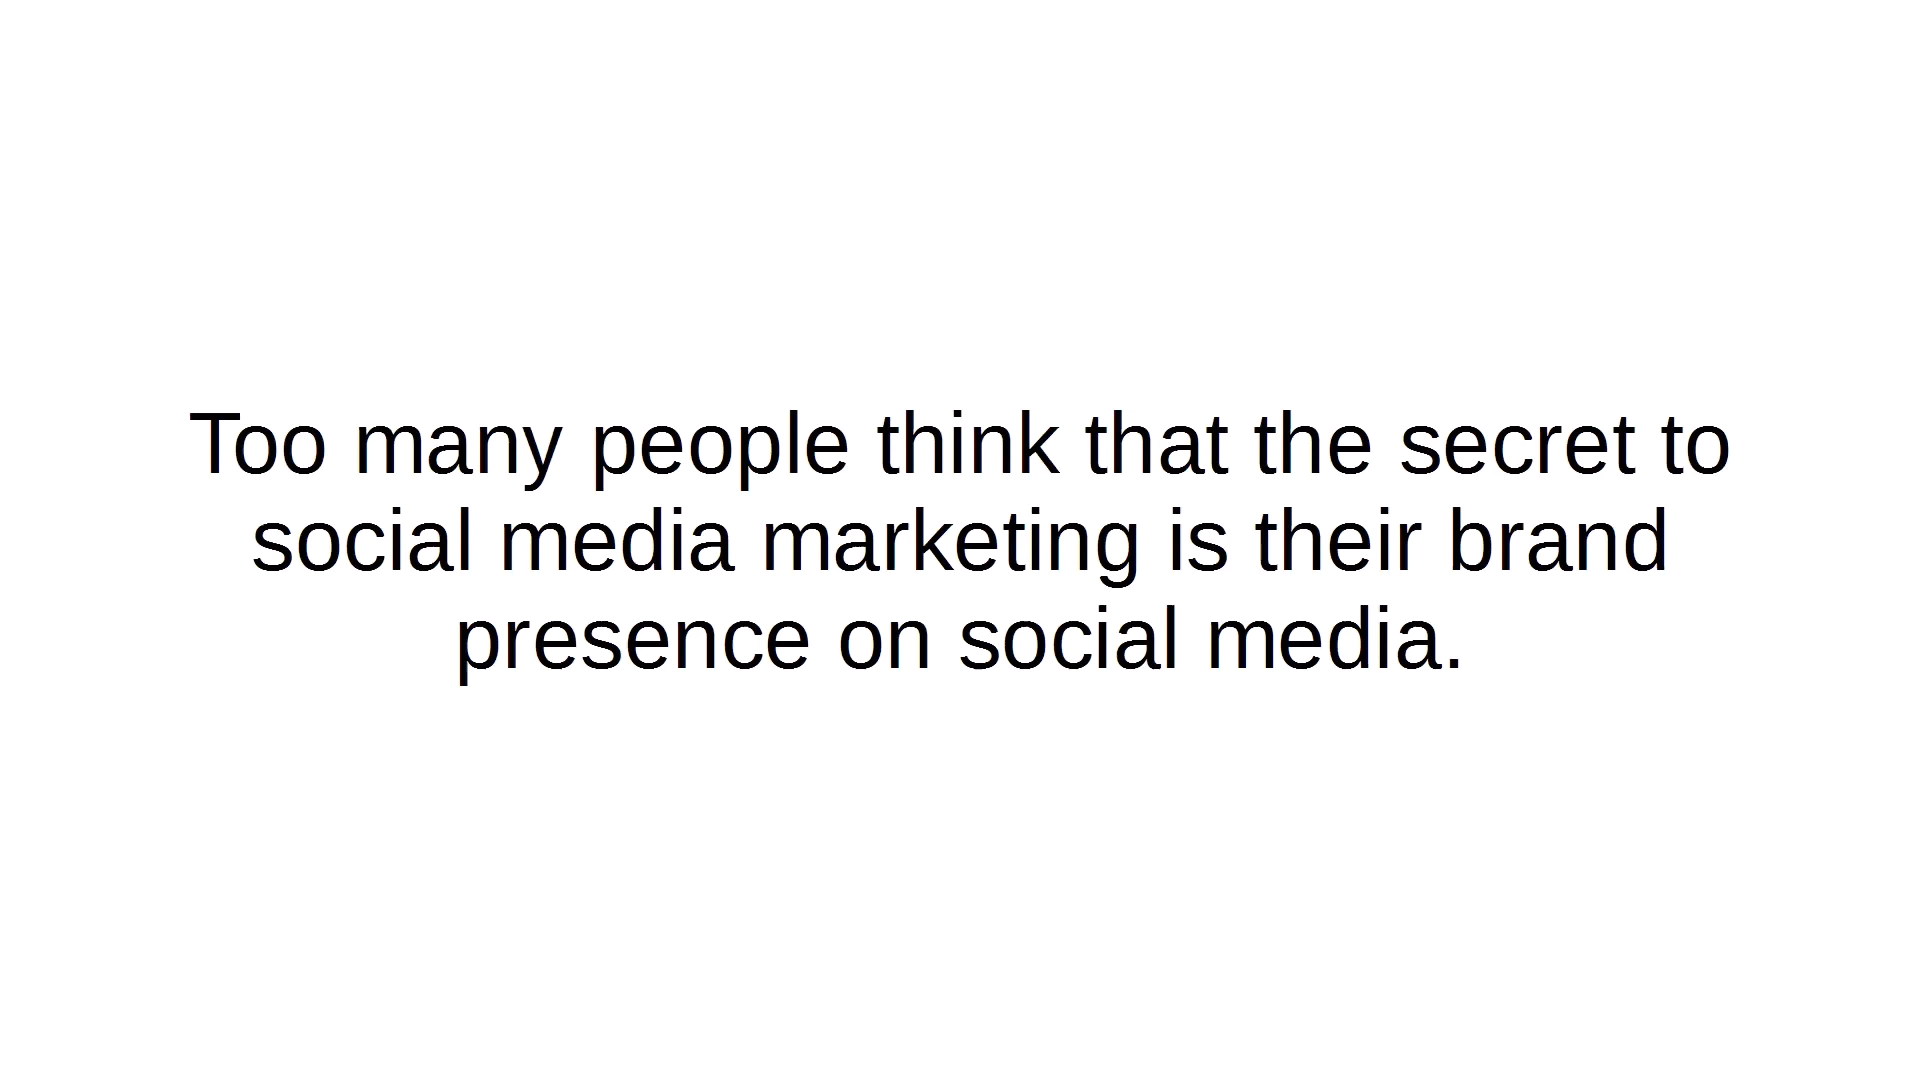 Too many people think that the secret to
social media marketing is their brand
presence on social media.